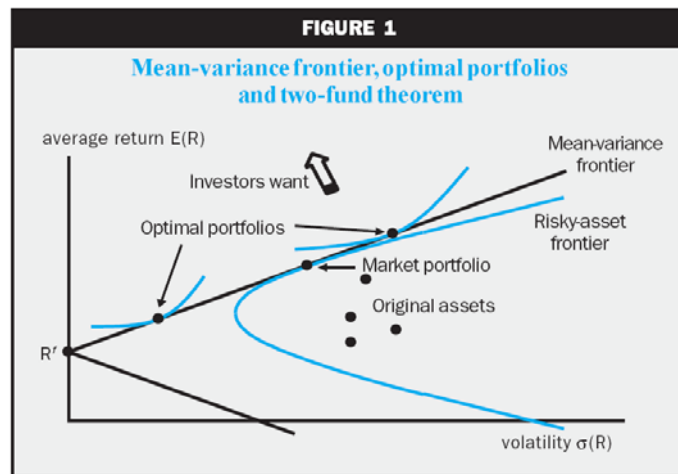 FIGURE 1
Mean-variance frontier, optimal portfolios
and two-fund theorem
average return E(R)
Mean-variance
frontier
Investors want
Optimal portfolios
Risky-asset
frontier
Market portfolio
Original assets
Rᶠ
volatility σ(R)